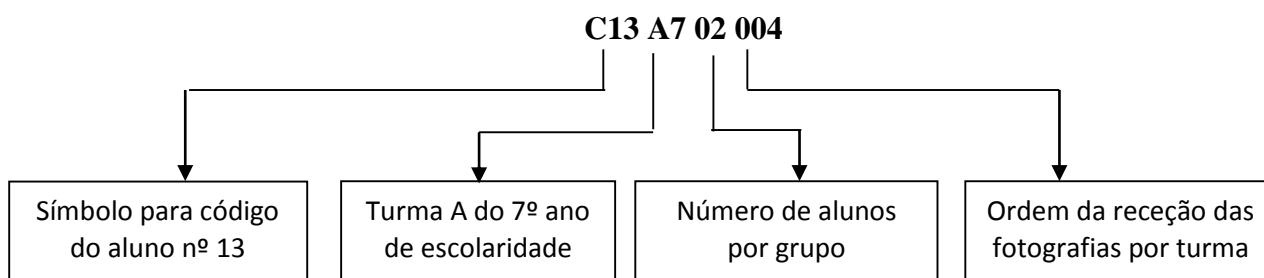 C13 A7 02 004
Símbolo para código
do aluno nº 13
Turma A do 7º ano
de escolaridade
Número de alunos
por grupo
Ordem da receção das
fotografias por turma